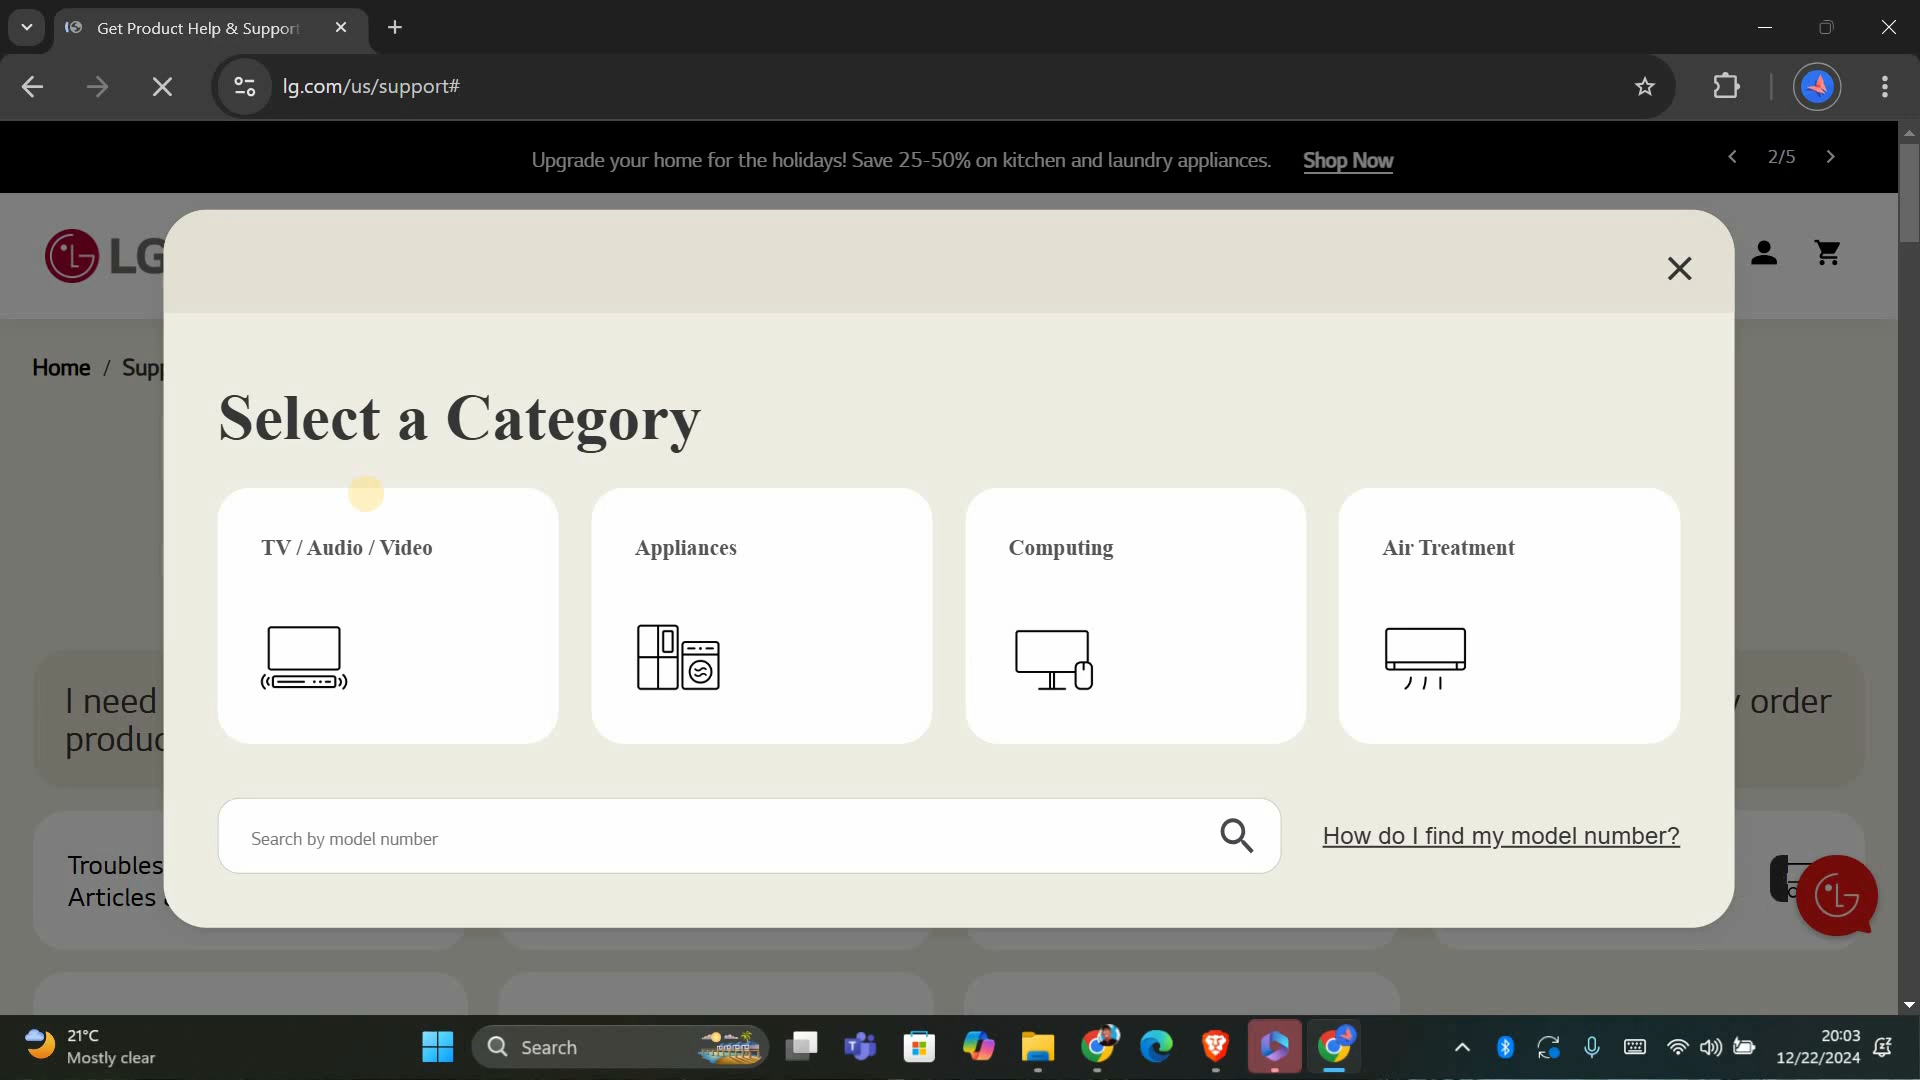 Get Product Help & Support
lg.com/us/support#
Upgrade your home for the holidays! Save 25-50% on kitchen and laundry appliances. Shop Now
2/5
LG
Home / Supp
Select a Category
TV / Audio / Video
Appliances
Computing
Air Treatment
I need
produc
order
Search by model number
How do I find my model number?
Troubles
Articles
21°C
Mostly clear
Search
20:03
12/22/2024